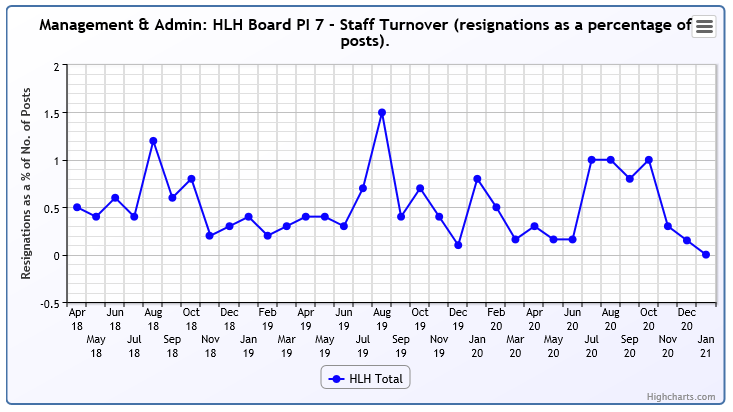 Management & Admin: HLH Board PI 7 - Staff Turnover (resignations as a percentage of
posts).
Resignations as a % of No. of Posts
2
1.5
1
0.5
0
-0.5
Apr 18
May 18
Jun 18
Jul 18
Aug 18
Sep 18
Oct 18
Nov 18
Dec 18
Jan 19
Feb 19
Mar 19
Apr 19
May 19
Jun 19
Jul 19
Aug 19
Sep 19
Oct 19
Nov 19
Dec 19
Jan 20
Feb 20
Mar 20
Apr 20
May 20
Jun 20
Jul 20
Aug 20
Sep 20
Oct 20
Nov 20
Dec 20
Jan 21
HLH Total
Highcharts.com